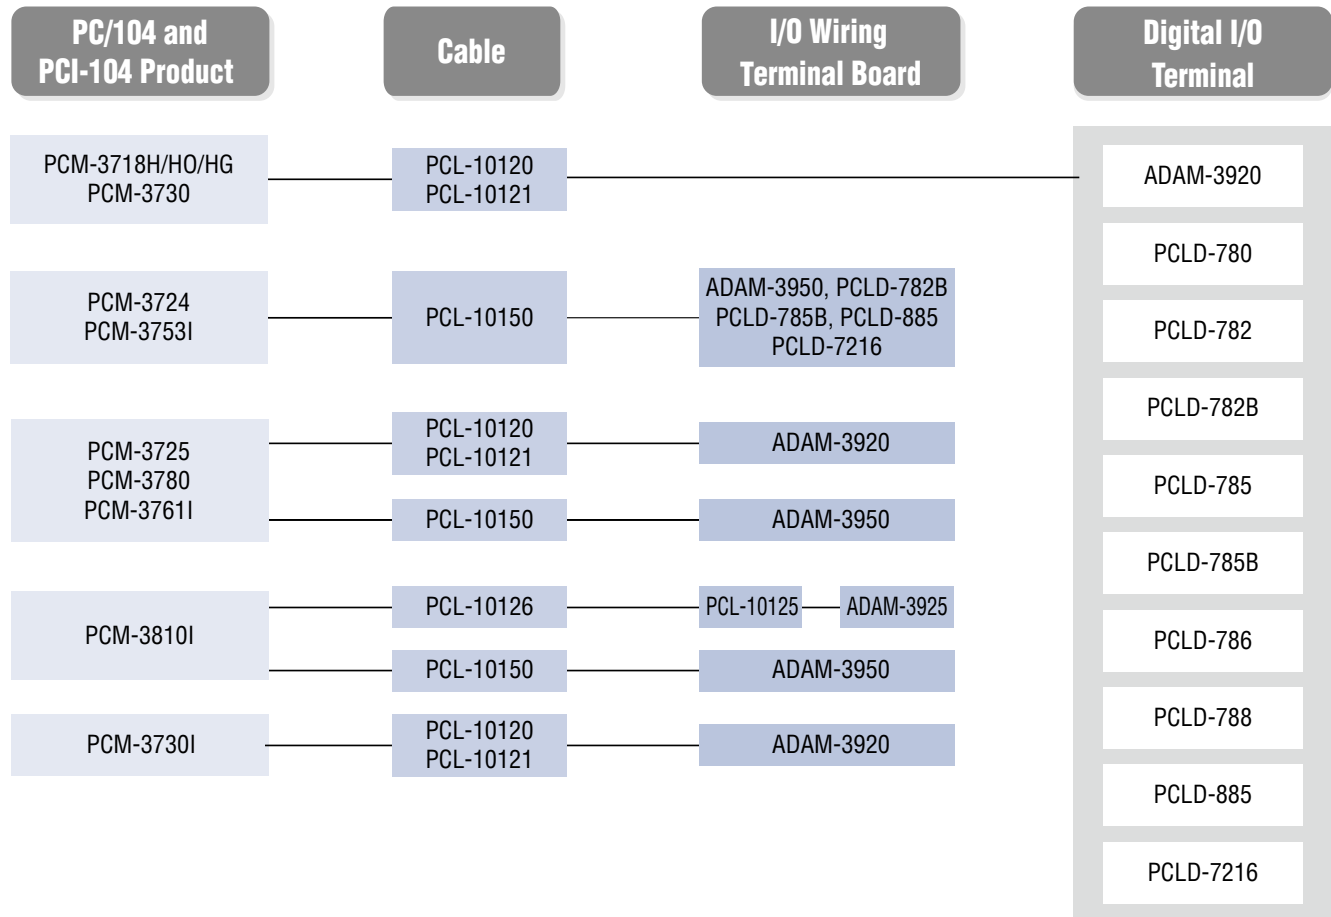 PC/104 and
PCI-104 Product
Cable
I/O Wiring
Terminal Board
Digital I/O
Terminal
PCM-3718H/HO/HG
PCM-3730
PCL-10120
PCL-10121
PCM-3724
PCM-3753I
PCL-10150
ADAM-3950, PCLD-782B
PCLD-785B, PCLD-885
PCLD-7216
PCM-3725
PCM-3780
PCM-3761I
PCL-10120
PCL-10121
ADAM-3920
PCL-10150
ADAM-3950
PCM-3810I
PCL-10126
PCL-10125
ADAM-3925
PCL-10150
ADAM-3950
PCM-3730I
PCL-10120
PCL-10121
ADAM-3920
ADAM-3920
PCLD-780
PCLD-782
PCLD-782B
PCLD-785
PCLD-785B
PCLD-786
PCLD-788
PCLD-885
PCLD-7216